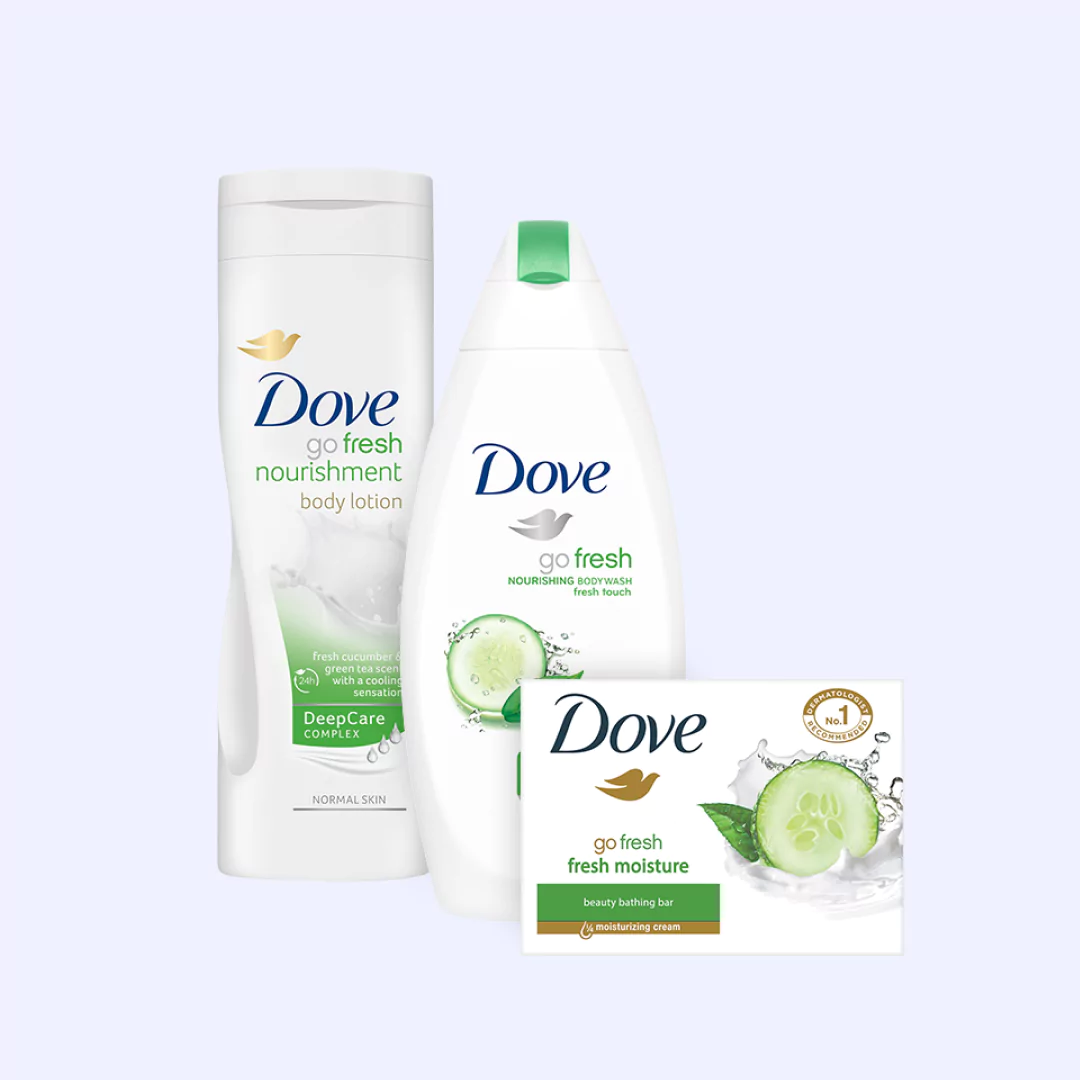 Dove
go fresh
nourishment
body lotion
fresh cucumber &
green tea scent
24h
with a cooling
sensation
DeepCare
COMPLEX
NORMAL SKIN
Dove
go fresh
NOURISHING BODYWASH
fresh touch
Dove
DERMATOLOGIST
No.1
RECOMMENDED
go fresh
fresh moisture
beauty bathing bar
¼ moisturizing cream